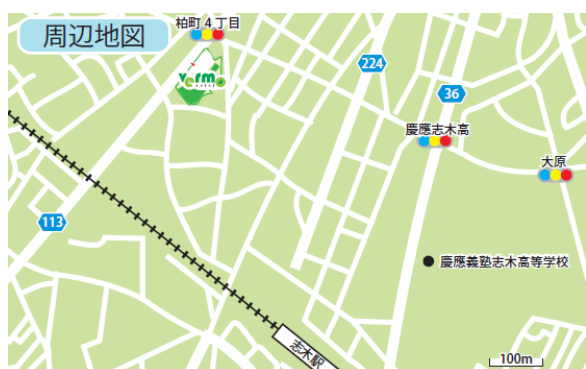 周辺地図
柏町4丁目
verma
224
36
慶應志木高
大原
113
慶應義塾志木高等学校
志木駅
100m